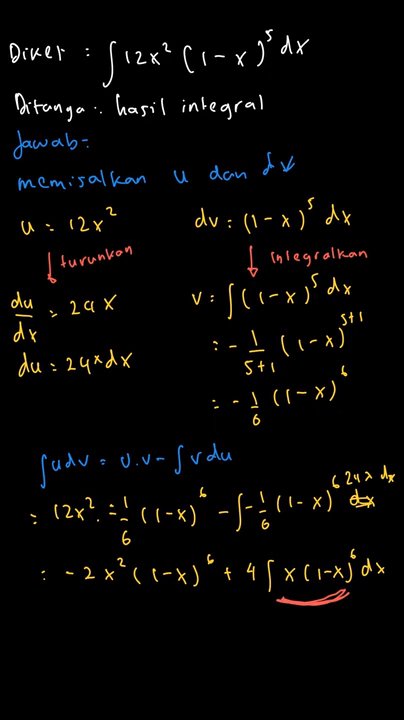 Diket : ∫ 12x² (1-x)⁵ dx
Ditanya : hasil integral
Jawab :
memisalkan u dan dv
u = 12x² dv = (1-x)⁵ dx
turunkan integralkan
du/dx = 24x v = ∫ (1-x)⁵ dx
du = 24x dx = - 1/(5+1) (1-x)⁵⁺¹
= - 1/6 (1-x)⁶
∫ u dv = u.v - ∫ v du
= 12x² . - 1/6 (1-x)⁶ - ∫ - 1/6 (1-x)⁶ 24x dx
= - 2x² (1-x)⁶ + 4 ∫ x (1-x)⁶ dx